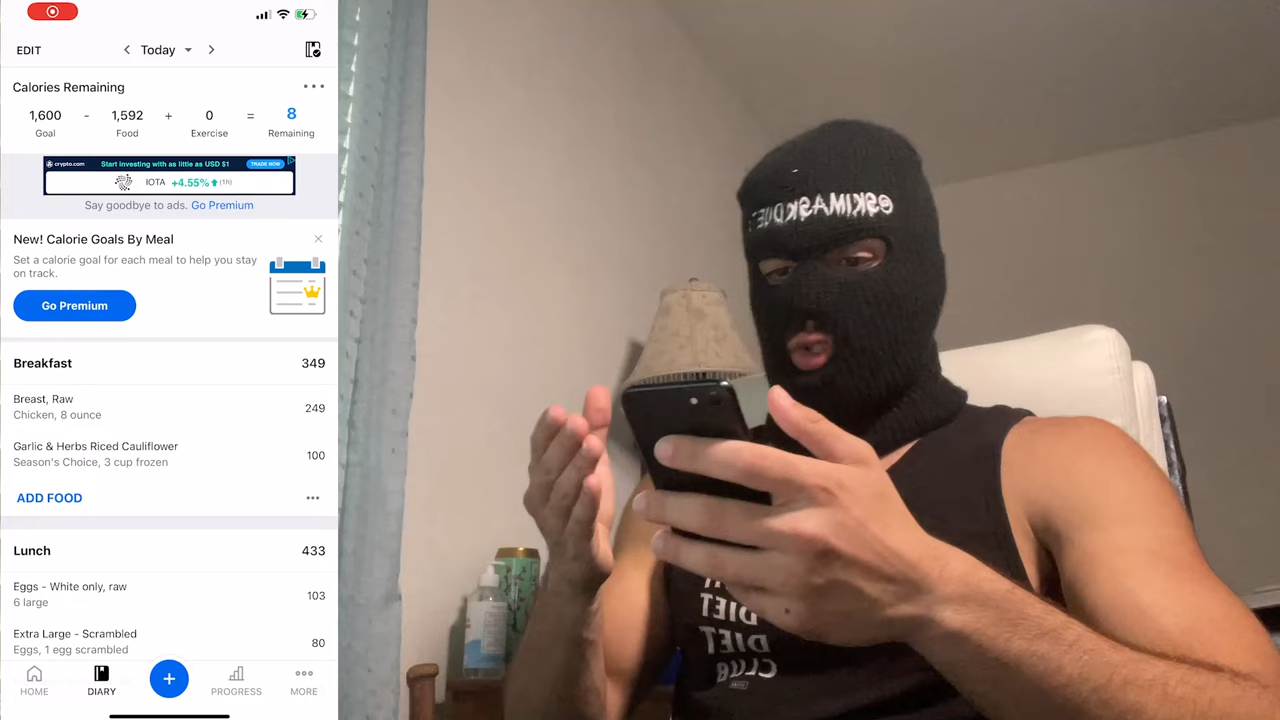 EDIT
Today
Calories Remaining
1,600 - 1,592 + 0 = 8
Goal Food Exercise Remaining
crypto.com Start investing with as little as USD $1 TRADE NOW
IOTA +4.55% (1h)
Say goodbye to ads. Go Premium
New! Calorie Goals By Meal
Set a calorie goal for each meal to help you stay
on track.
Go Premium
Breakfast 349
Breast, Raw
Chicken, 8 ounce 249
Garlic & Herbs Riced Cauliflower
Season's Choice, 3 cup frozen 100
ADD FOOD
Lunch 433
Eggs - White only, raw
6 large 103
Extra Large - Scrambled
Eggs, 1 egg scrambled 80
HOME DIARY PROGRESS MORE
@SKIMA$KDIET
DIET
DIET
CLUB